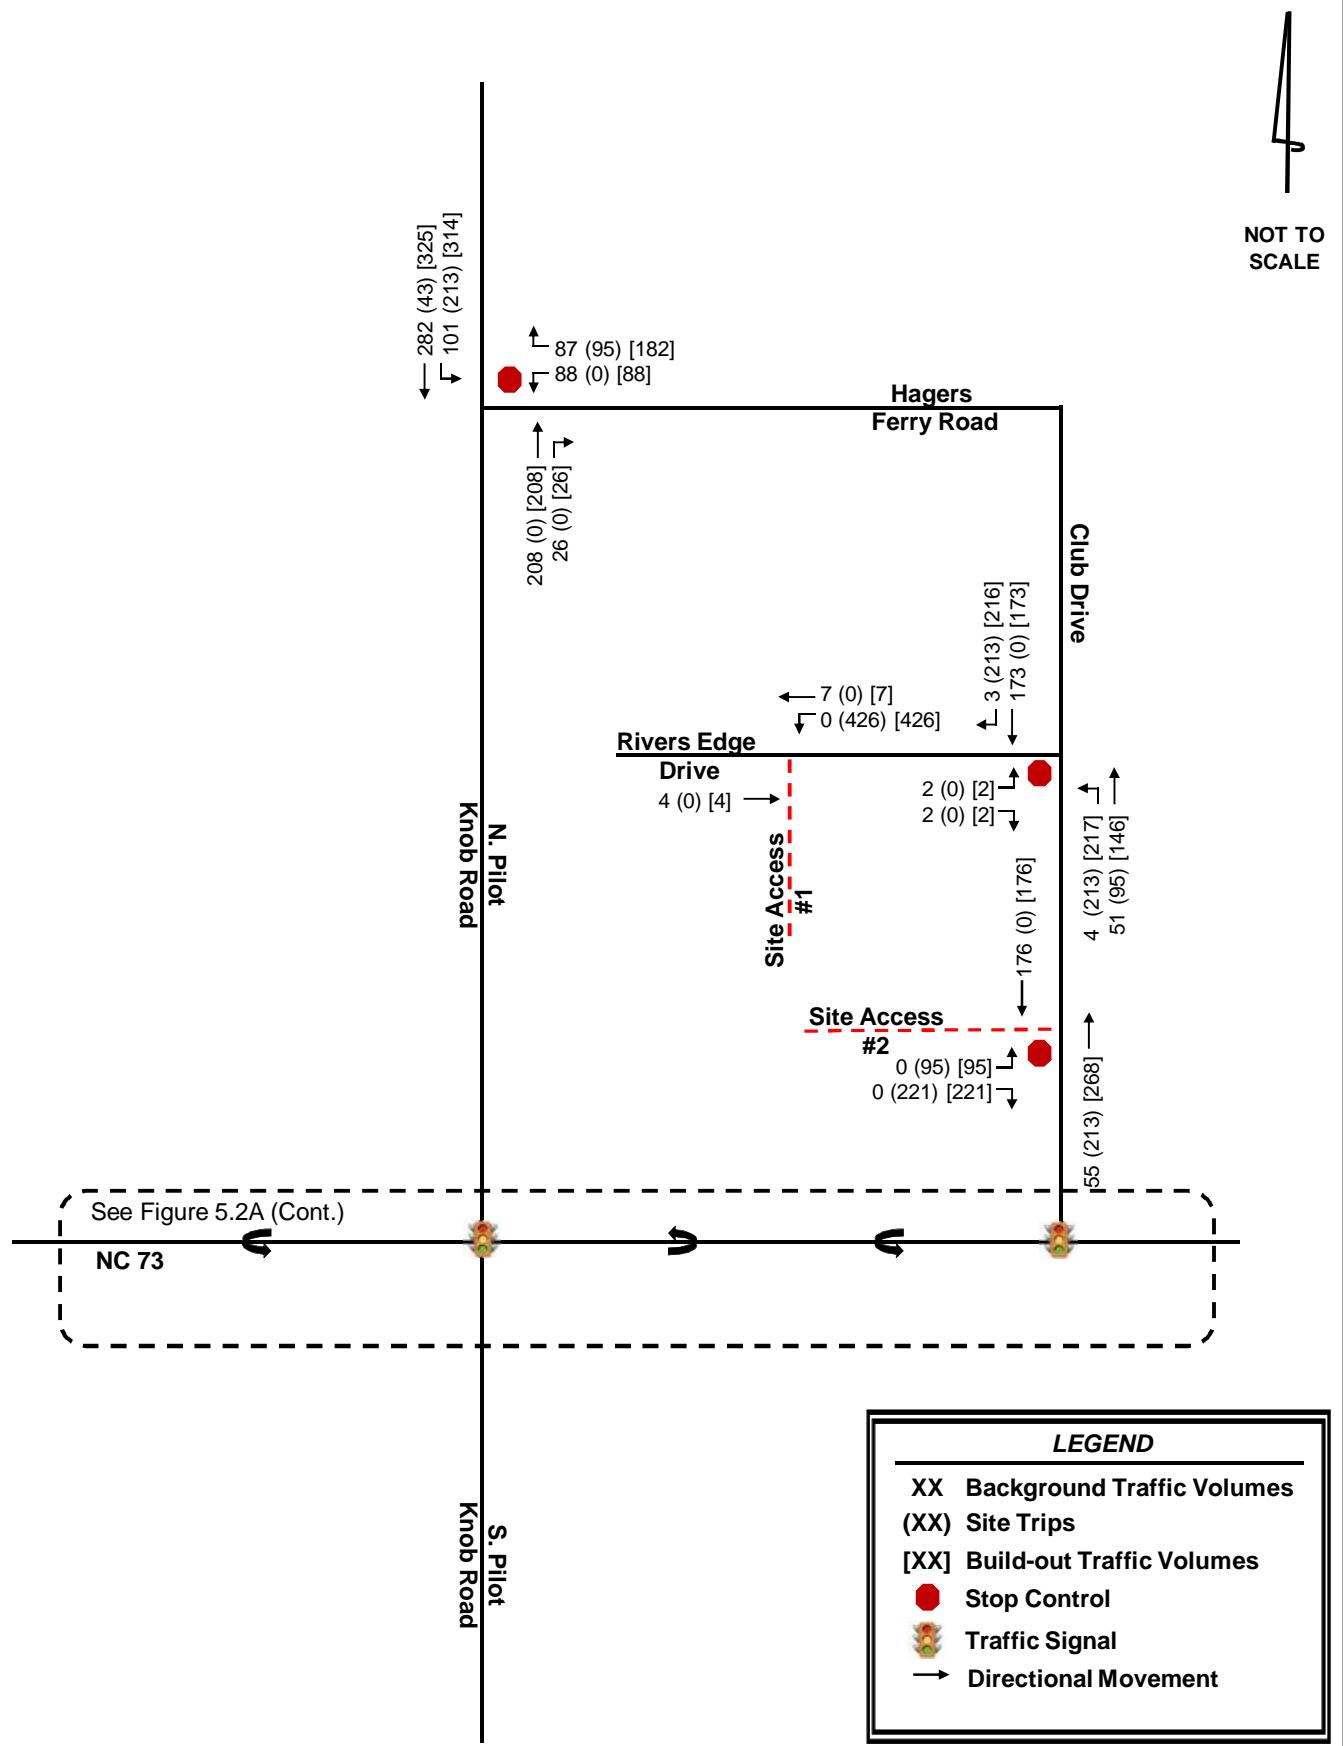 NOT TO
SCALE
282 (43) [325]
101 (213) [314]
87 (95) [182]
88 (0) [88]
Hagers
Ferry Road
208 (0) [208]
26 (0) [26]
Club Drive
3 (213) [216]
173 (0) [173]
7 (0) [7]
0 (426) [426]
Rivers Edge
Drive
4 (0) [4]
2 (0) [2]
2 (0) [2]
N. Pilot
Knob Road
Site Access
#1
4 (213) [217]
51 (95) [146]
176 (0) [176]
Site Access
#2
0 (95) [95]
0 (221) [221]
55 (213) [268]
See Figure 5.2A (Cont.)
NC 73
S. Pilot
Knob Road
LEGEND
XX Background Traffic Volumes
(XX) Site Trips
[XX] Build-out Traffic Volumes
Stop Control
Traffic Signal
Directional Movement